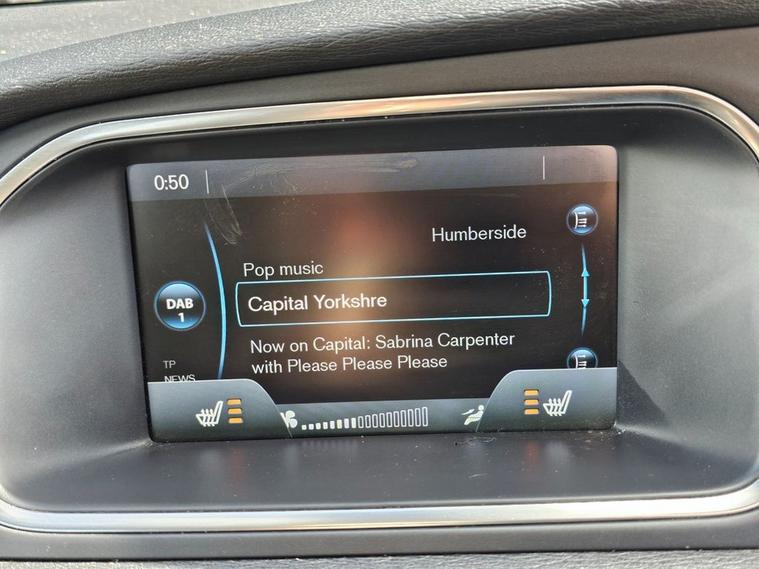 0:50
Humberside
Pop music
DAB
1
Capital Yorkshre
Now on Capital: Sabrina Carpenter
with Please Please Please
TP
NEWS